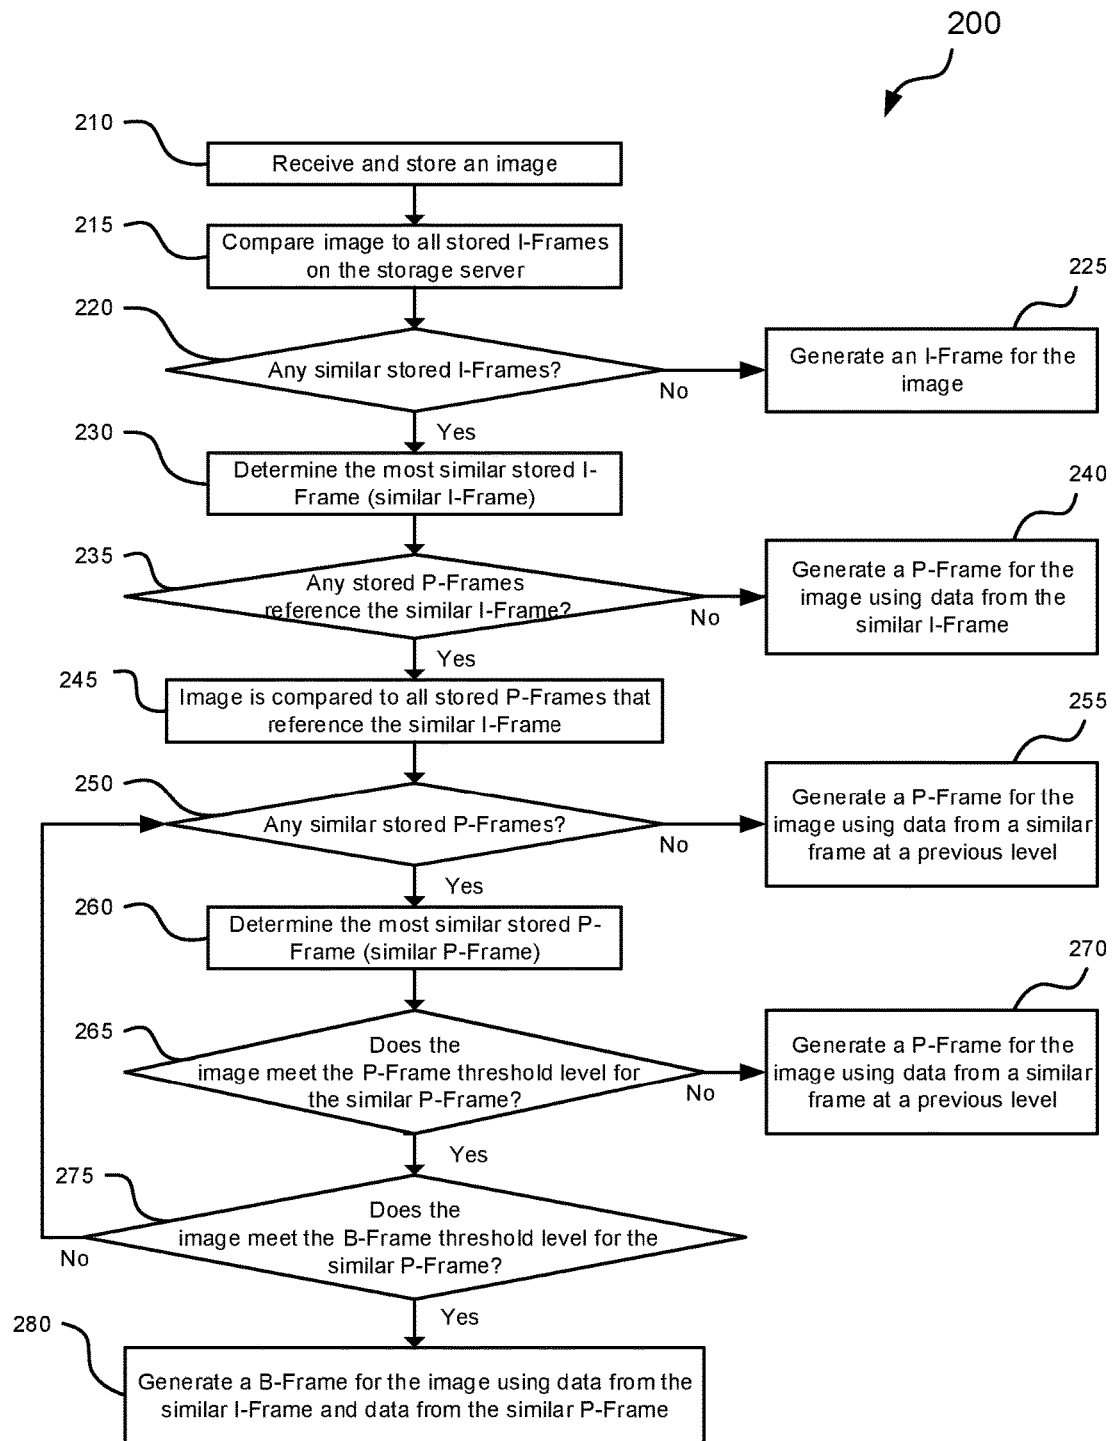 200
210
Receive and store an image
215
Compare image to all stored I-Frames
on the storage server
220
Any similar stored I-Frames?
No
225
Generate an I-Frame for the
image
Yes
230
Determine the most similar stored I-
Frame (similar I-Frame)
235
Any stored P-Frames
reference the similar I-Frame?
No
240
Generate a P-Frame for the
image using data from the
similar I-Frame
Yes
245
Image is compared to all stored P-Frames that
reference the similar I-Frame
250
Any similar stored P-Frames?
No
255
Generate a P-Frame for the
image using data from a similar
frame at a previous level
Yes
260
Determine the most similar stored P-
Frame (similar P-Frame)
265
Does the
image meet the P-Frame threshold level for
the similar P-Frame?
No
270
Generate a P-Frame for the
image using data from a similar
frame at a previous level
Yes
275
Does the
image meet the B-Frame threshold level for the
similar P-Frame?
No
Yes
280
Generate a B-Frame for the image using data from the
similar I-Frame and data from the similar P-Frame